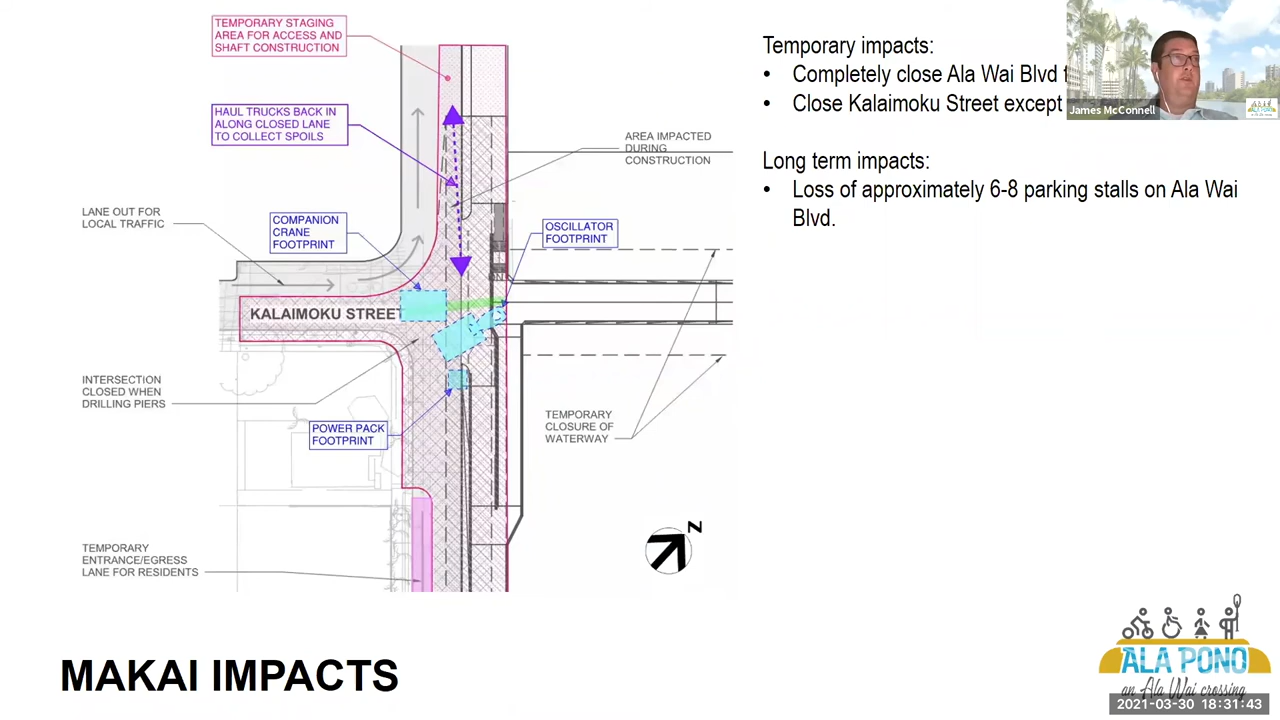 TEMPORARY STAGING
AREA FOR ACCESS AND
SHAFT CONSTRUCTION
HAUL TRUCKS BACK IN
ALONG CLOSED LANE
TO COLLECT SPOILS
AREA IMPACTED
DURING
CONSTRUCTION
LANE OUT FOR
LOCAL TRAFFIC
COMPANION
CRANE
FOOTPRINT
OSCILLATOR
FOOTPRINT
KALAIMOKU STREET
INTERSECTION
CLOSED WHEN
DRILLING PIERS
POWER PACK
FOOTPRINT
TEMPORARY
CLOSURE OF
WATERWAY
TEMPORARY
ENTRANCE/EGRESS
LANE FOR RESIDENTS
N
Temporary impacts:
• Completely close Ala Wai Blvd
• Close Kalaimoku Street except
Long term impacts:
• Loss of approximately 6-8 parking stalls on Ala Wai
Blvd.
James McConnell
MAKAI IMPACTS
ALA PONO
an Ala Wai crossing
2021-03-30 18:31:43